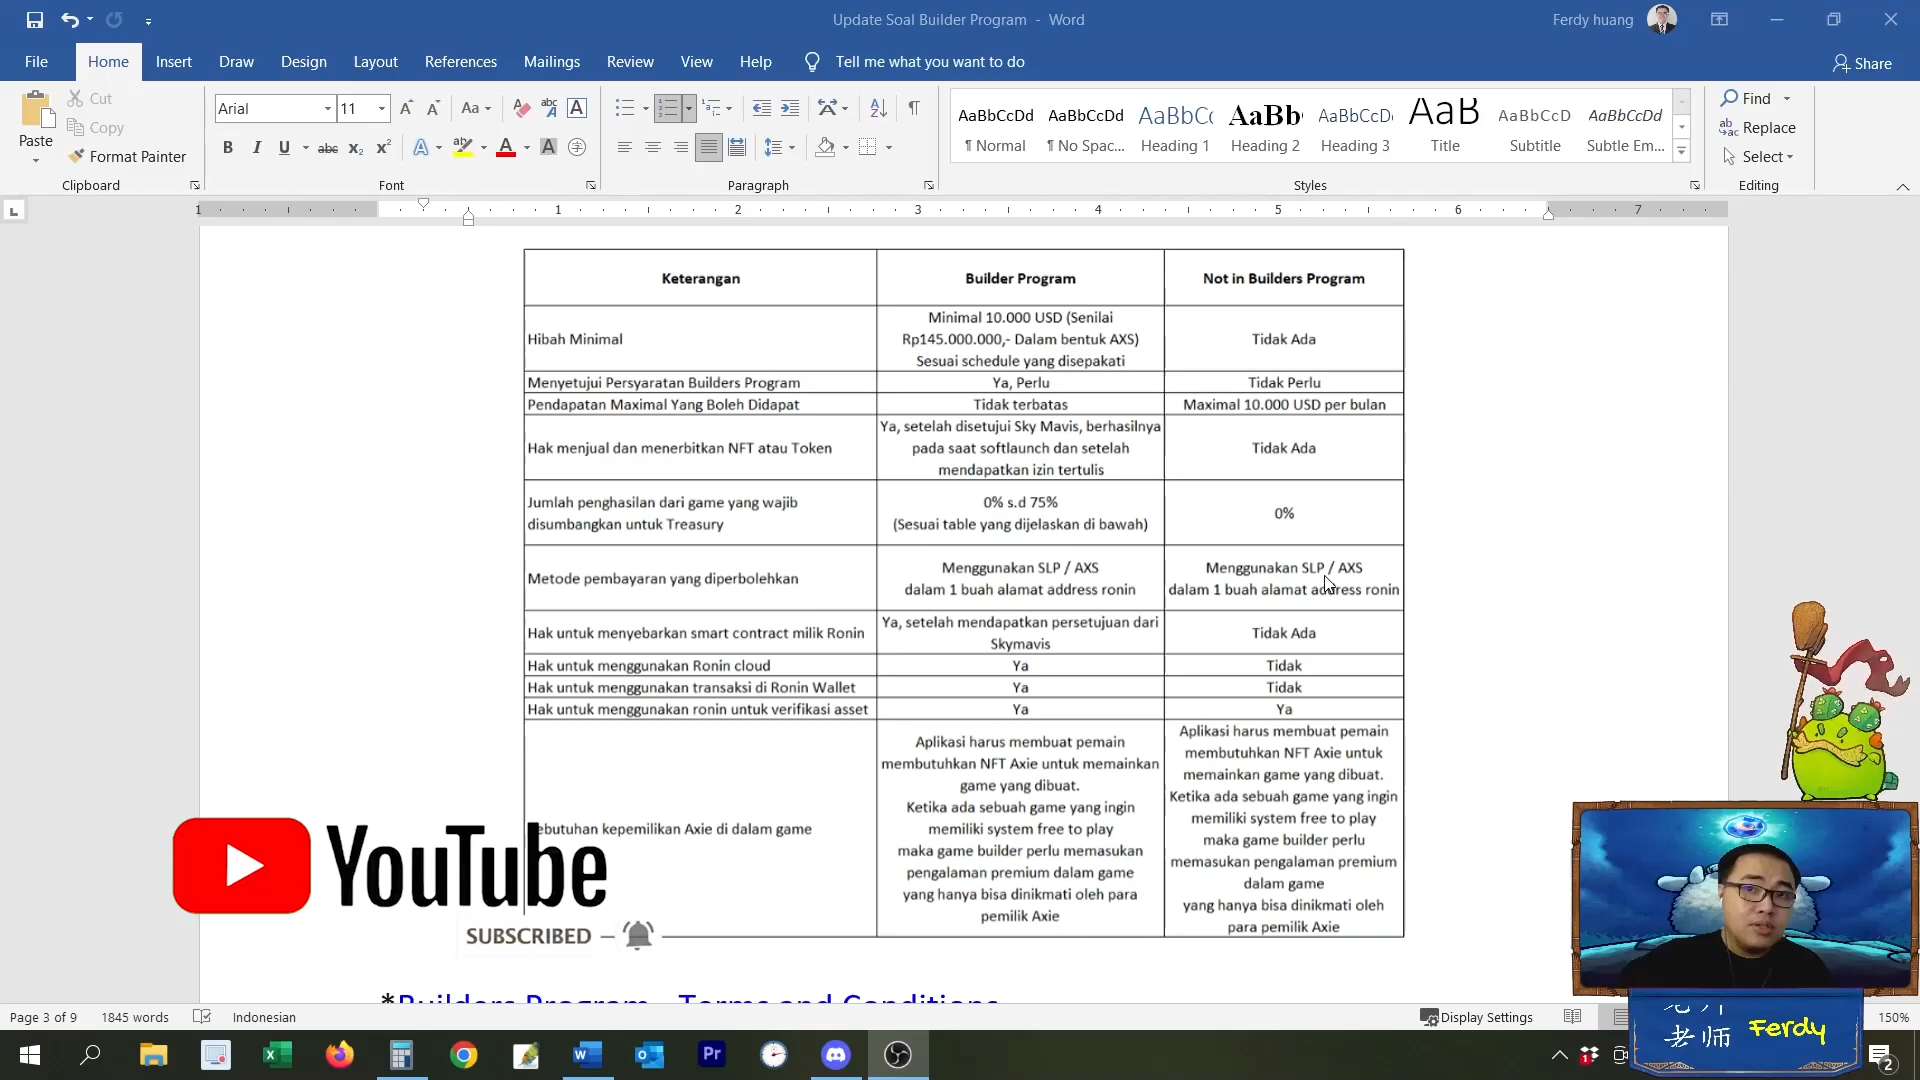 Update Soal Builder Program - Word
Ferdy huang
File Home Insert Draw Design Layout References Mailings Review View Help Tell me what you want to do
Share
Paste
Cut
Copy
Format Painter
Clipboard
Arial 11
Font
Paragraph
AaBbCcDd AaBbCcDd AaBbCc AaBb AaBbCcD AaB AaBbCcD AaBbCcDd
¶ Normal ¶ No Spac... Heading 1 Heading 2 Heading 3 Title Subtitle Subtle Em...
Styles
Find
Replace
Select
Editing
1 1 2 3 4 5 6 7
Keterangan Builder Program Not in Builders Program
Hibah Minimal
Minimal 10.000 USD (Senilai
Rp145.000.000,- Dalam bentuk AXS)
Sesuai schedule yang disepakati
Tidak Ada
Menyetujui Persyaratan Builders Program Ya, Perlu Tidak Perlu
Pendapatan Maximal Yang Boleh Didapat Tidak terbatas Maximal 10.000 USD per bulan
Hak menjual dan menerbitkan NFT atau Token
Ya, setelah disetujui Sky Mavis, berhasilnya
pada saat softlaunch dan setelah
mendapatkan izin tertulis
Tidak Ada
Jumlah penghasilan dari game yang wajib
disumbangkan untuk Treasury
0% s.d 75%
(Sesuai table yang dijelaskan di bawah)
0%
Metode pembayaran yang diperbolehkan
Menggunakan SLP / AXS
dalam 1 buah alamat address ronin
Menggunakan SLP / AXS
dalam 1 buah alamat address ronin
Hak untuk menyebarkan smart contract milik Ronin
Ya, setelah mendapatkan persetujuan dari
Skymavis
Tidak Ada
Hak untuk menggunakan Ronin cloud Ya Tidak
Hak untuk menggunakan transaksi di Ronin Wallet Ya Tidak
Hak untuk menggunakan ronin untuk verifikasi asset Ya Ya
ebutuhan kepemilikan Axie di dalam game
Aplikasi harus membuat pemain
membutuhkan NFT Axie untuk memainkan
game yang dibuat.
Ketika ada sebuah game yang ingin
memiliki system free to play
maka game builder perlu memasukan
pengalaman premium dalam game
yang hanya bisa dinikmati oleh para
pemilik Axie
Aplikasi harus membuat pemain
membutuhkan NFT Axie untuk
memainkan game yang dibuat.
Ketika ada sebuah game yang ingin
memiliki system free to play
maka game builder perlu
memasukan pengalaman premium
dalam game
yang hanya bisa dinikmati oleh
para pemilik Axie
YouTube
SUBSCRIBED
*Builders Program - Terms and Conditions
老师 Ferdy
Page 3 of 9 1845 words Indonesian
Display Settings
150%
2